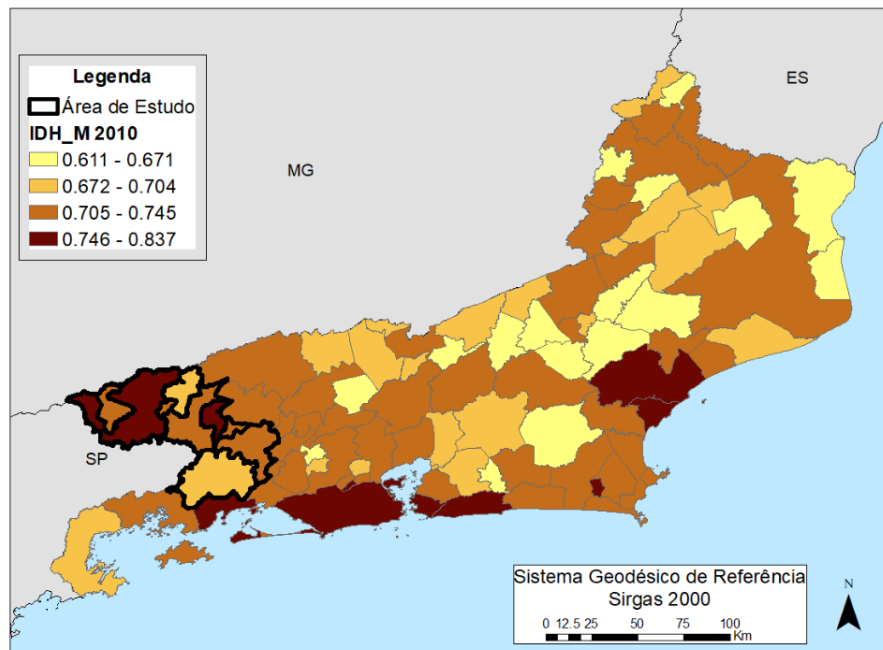 Legenda
Área de Estudo
IDH_M 2010
0.611 - 0.671
0.672 - 0.704
0.705 - 0.745
0.746 - 0.837
MG
ES
SP
Sistema Geodésico de Referência
Sirgas 2000
0 12.5 25 50 75 100
Km
N